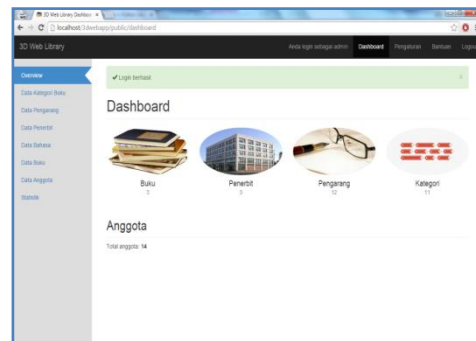 3D Web Library Dashboa
localhost/3dwebapp/public/dashboard
3D Web Library
Anda login sebagai admin
Dashboard
Pengaturan
Bantuan
Logou
Overview
Data Kategori Buku
Data Pengarang
Data Penerbit
Data Bahasa
Data Buku
Data Anggota
Statistik
Login berhasil.
Dashboard
Buku
Penerbit
Pengarang
12
Kategori
11
Anggota
Total anggota: 14